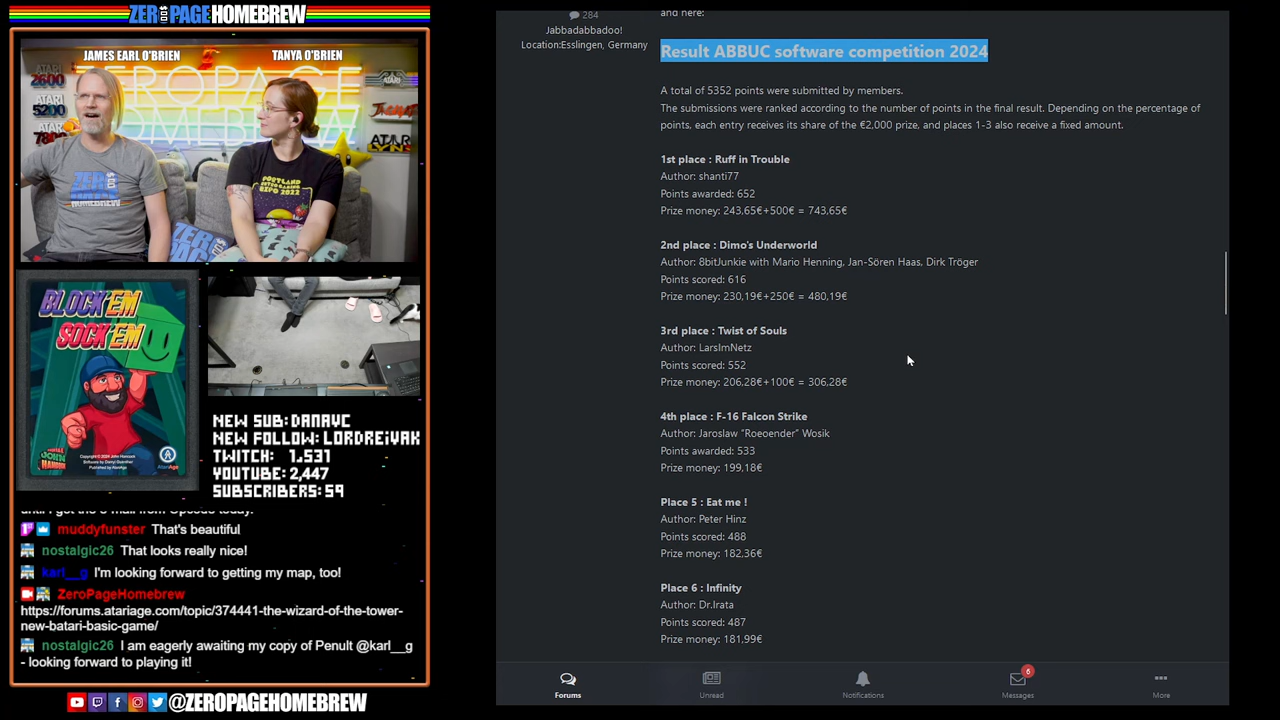 ZERO PAGE HOMEBREW
JAMES EARL O'BRIEN
TANYA O'BRIEN
ATARI
2600
ATARI
5200
ATARI
ATARI
PORTLAND
RETRO GAMING
EXPO 2022
BLOCK'EM
SOCK'EM
NEW SUB: DANAVC
NEW FOLLOW: LORDREIVAK
TWITCH: 1,531
YOUTUBE: 2,447
SUBSCRIBERS: 59
muddyfunster That's beautiful
nostalgic26 That looks really nice!
karl__g I'm looking forward to getting my map, too!
ZeroPageHomebrew
https://forums.atariage.com/topic/374441-the-wizard-of-the-tower-
new-batari-basic-game/
nostalgic26 I am eagerly awaiting my copy of Penult @karl__g
- looking forward to playing it!
@ZEROPAGEHOMEBREW
284
and here:
Jabbadabbadoo!
Location:Esslingen, Germany
Result ABBUC software competition 2024
A total of 5352 points were submitted by members.
The submissions were ranked according to the number of points in the final result. Depending on the percentage of
points, each entry receives its share of the €2,000 prize, and places 1-3 also receive a fixed amount.
1st place : Ruff in Trouble
Author: shanti77
Points awarded: 652
Prize money: 243,65€+500€ = 743,65€
2nd place : Dimo's Underworld
Author: 8bitJunkie with Mario Henning, Jan-Sören Haas, Dirk Tröger
Points scored: 616
Prize money: 230,19€+250€ = 480,19€
3rd place : Twist of Souls
Author: LarsImNetz
Points scored: 552
Prize money: 206,28€+100€ = 306,28€
4th place : F-16 Falcon Strike
Author: Jaroslaw "Roeoender" Wosik
Points awarded: 533
Prize money: 199,18€
Place 5 : Eat me !
Author: Peter Hinz
Points scored: 488
Prize money: 182,36€
Place 6 : Infinity
Author: Dr.Irata
Points scored: 487
Prize money: 181,99€
6
Forums
Unread
Notifications
Messages
More